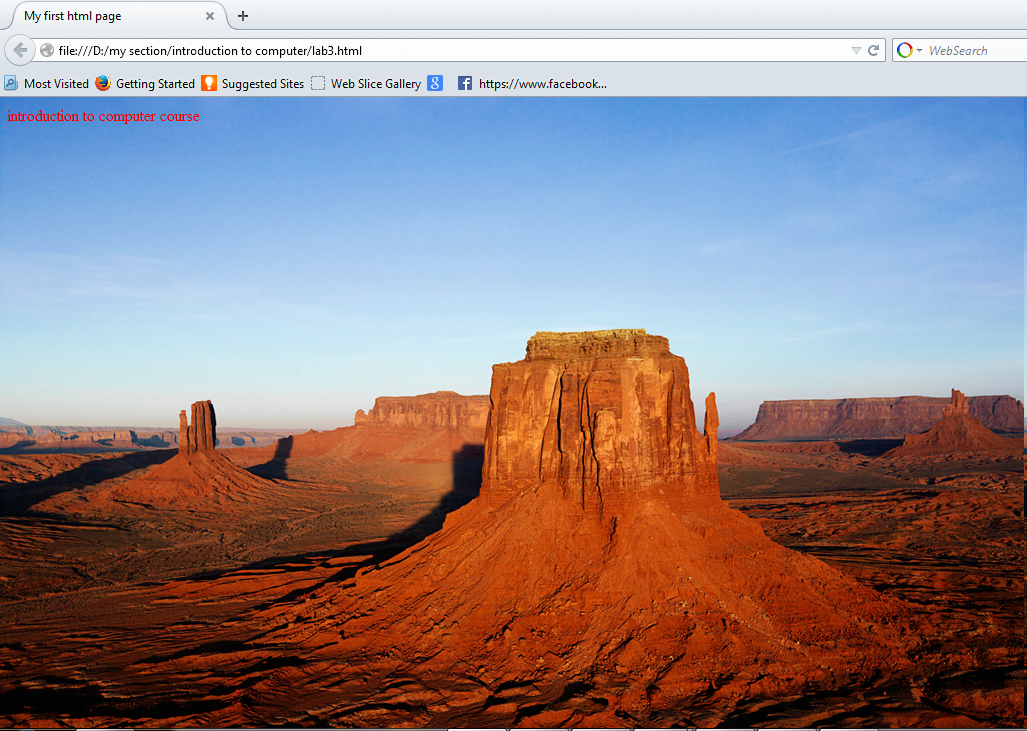 My first html page
file:///D:/my section/introduction to computer/lab3.html
WebSearch
Most Visited Getting Started Suggested Sites Web Slice Gallery https://www.facebook...
introduction to computer course